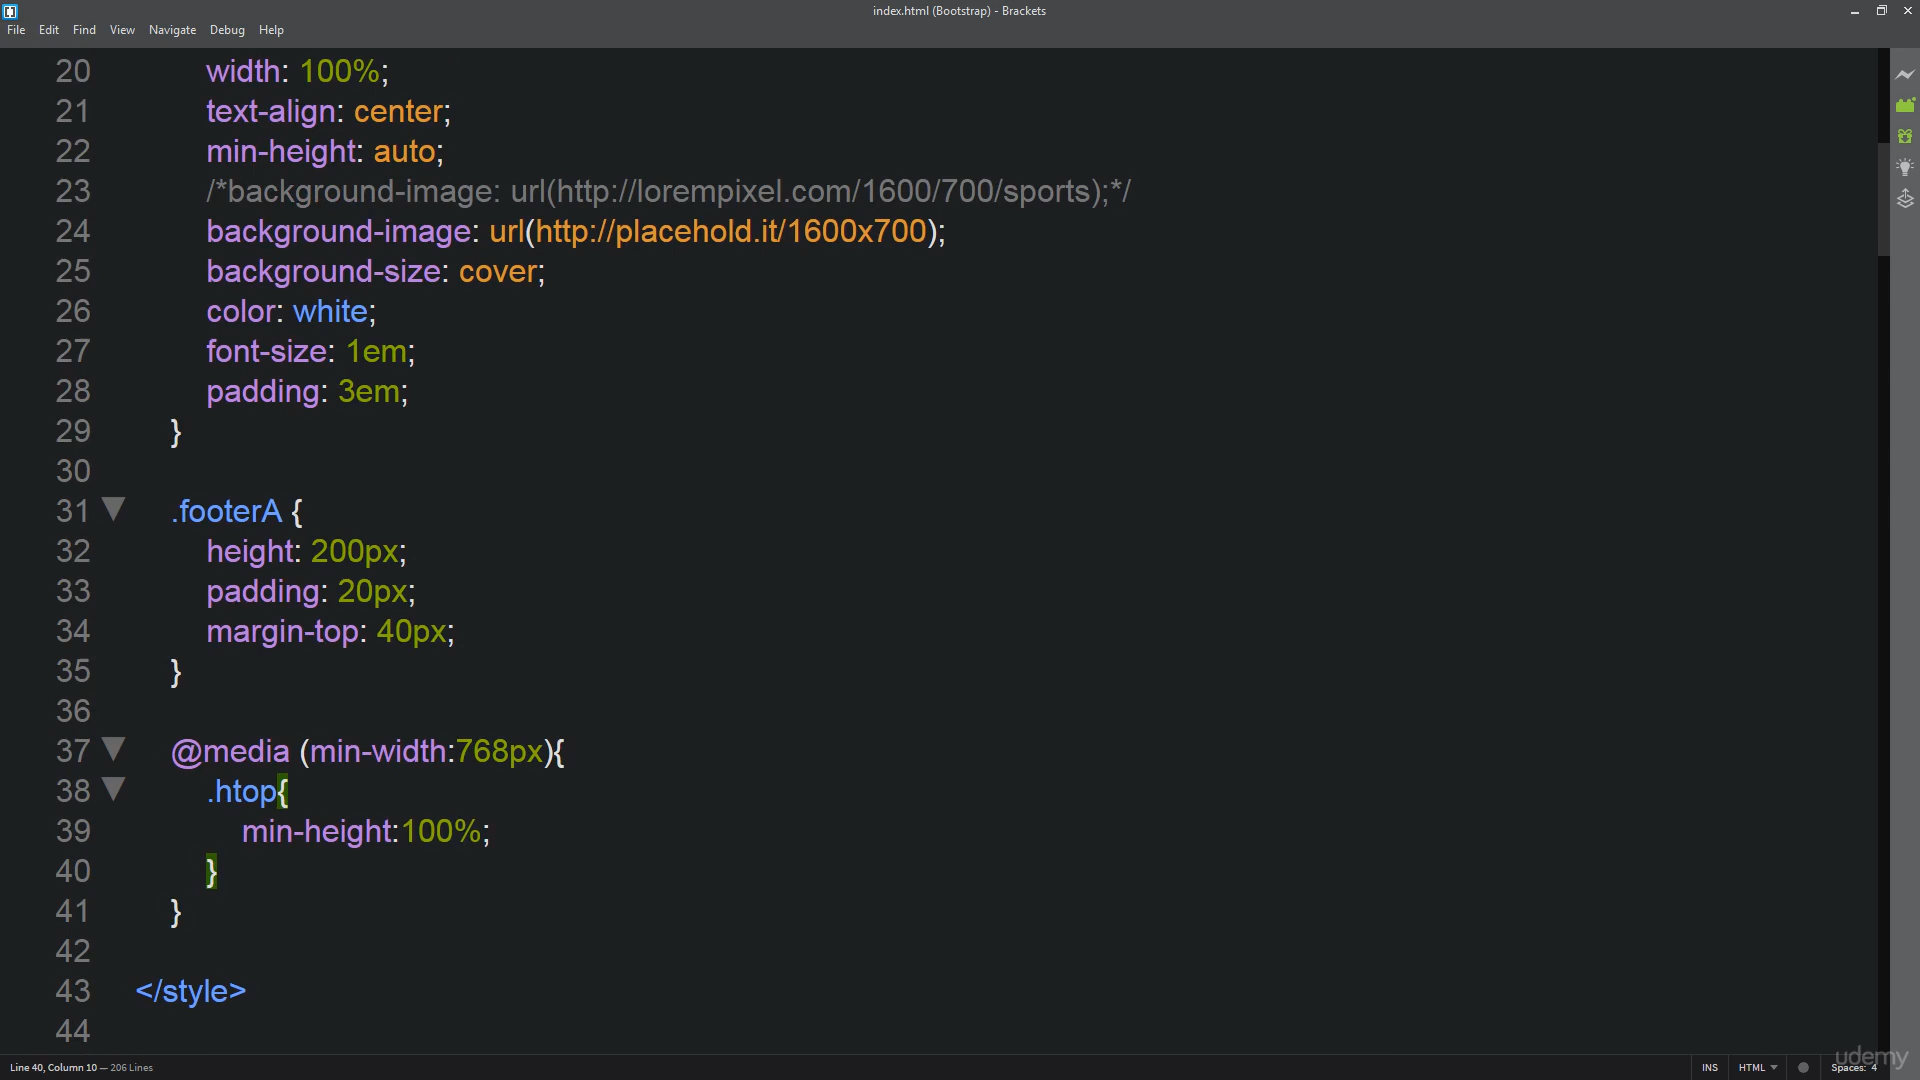 index.html (Bootstrap) - Brackets
File Edit Find View Navigate Debug Help
20 width: 100%;
21 text-align: center;
22 min-height: auto;
23 /*background-image: url(http://lorempixel.com/1600/700/sports);*/
24 background-image: url(http://placehold.it/1600x700);
25 background-size: cover;
26 color: white;
27 font-size: 1em;
28 padding: 3em;
29 }
30
31 .footerA {
32 height: 200px;
33 padding: 20px;
34 margin-top: 40px;
35 }
36
37 @media (min-width:768px){
38 .htop{
39 min-height:100%;
40 }
41 }
42
43 </style>
44
Line 40, Column 10 — 206 Lines
INS HTML Spaces: 4
udemy